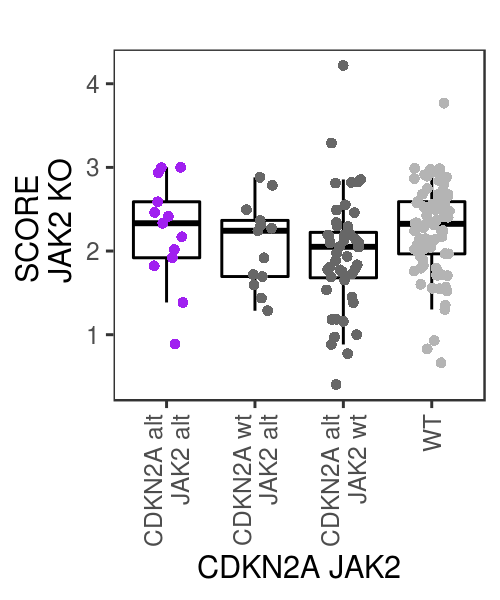 SCORE
JAK2 KO
4
3
2
1
CDKN2A alt
JAK2 alt
CDKN2A wt
JAK2 alt
CDKN2A alt
JAK2 wt
WT
CDKN2A JAK2